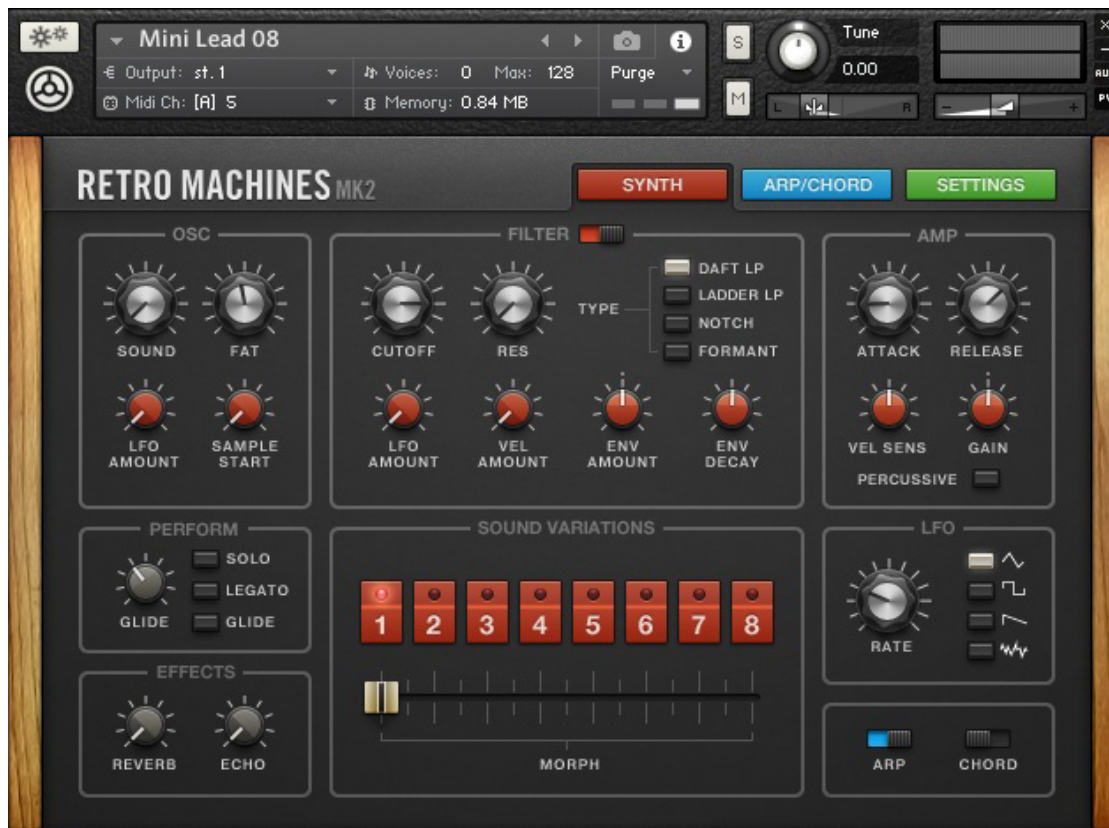 Mini Lead 08
Output: st. 1
Voices: 0 Max: 128
Purge
Midi Ch: [A] 5
Memory: 0.84 MB
S
M
Tune
0.00
L R
- +
RETRO MACHINES MK2
SYNTH
ARP/CHORD
SETTINGS
OSC
SOUND
FAT
LFO
AMOUNT
SAMPLE
START
FILTER
CUTOFF
RES
TYPE
DAFT LP
LADDER LP
NOTCH
FORMANT
LFO
AMOUNT
VEL
AMOUNT
ENV
AMOUNT
ENV
DECAY
AMP
ATTACK
RELEASE
VEL SENS
GAIN
PERCUSSIVE
PERFORM
GLIDE
SOLO
LEGATO
GLIDE
EFFECTS
REVERB
ECHO
SOUND VARIATIONS
1 2 3 4 5 6 7 8
MORPH
LFO
RATE
ARP
CHORD